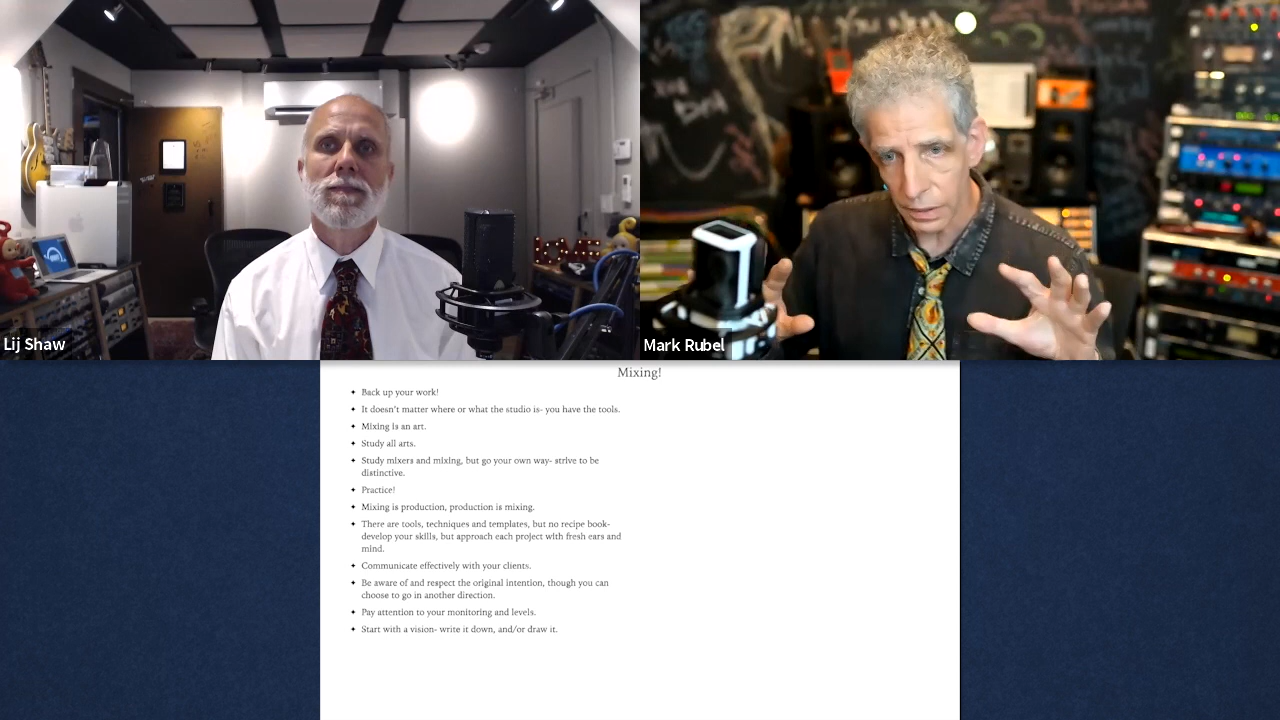 Lij Shaw
Mark Rubel
Mixing!
✦ Back up your work!
✦ It doesn't matter where or what the studio is- you have the tools.
✦ Mixing is an art.
✦ Study all arts.
✦ Study mixers and mixing, but go your own way- strive to be
distinctive.
✦ Practice!
✦ Mixing is production, production is mixing.
✦ There are tools, techniques and templates, but no recipe book-
develop your skills, but approach each project with fresh ears and
mind.
✦ Communicate effectively with your clients.
✦ Be aware of and respect the original intention, though you can
choose to go in another direction.
✦ Pay attention to your monitoring and levels.
✦ Start with a vision- write it down, and/or draw it.